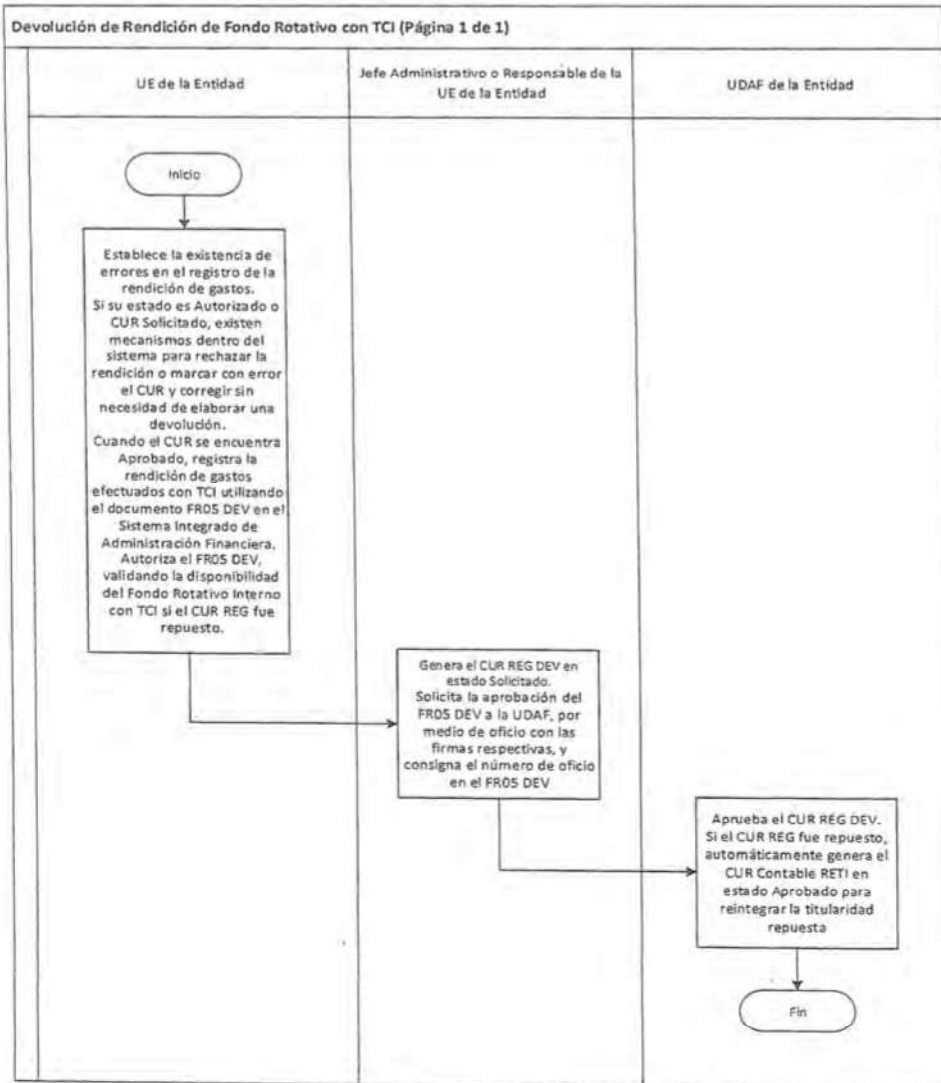 Devolución de Rendición de Fondo Rotativo con TCI (Página 1 de 1)
UE de la Entidad
Jefe Administrativo o Responsable de la
UE de la Entidad
UDAF de la Entidad
Inicio
Establece la existencia de
errores en el registro de la
rendición de gastos.
Si su estado es Autorizado o
CUR Solicitado, existen
mecanismos dentro del
sistema para rechazar la
rendición o marcar con error
el CUR y corregir sin
necesidad de elaborar una
devolución.
Cuando el CUR se encuentra
Aprobado, registra la
rendición de gastos
efectuados con TCI utilizando
el documento FR05 DEV en el
Sistema Integrado de
Administración Financiera,
Autoriza el FR05 DEV,
validando la disponibilidad
del Fondo Rotativo Interno
con TCI si el CUR REG fue
repuesto.
Genera el CUR REG DEV en
estado Solicitado.
Solicita la aprobación del
FR05 DEV a la UDAF, por
medio de oficio con las
firmas respectivas, y
consigna el número de oficio
en el FR05 DEV
Aprueba el CUR REG DEV.
Si el CUR REG fue repuesto,
automáticamente genera el
CUR Contable RETI en
estado Aprobado para
reintegrar la titularidad
repuesta
Fin